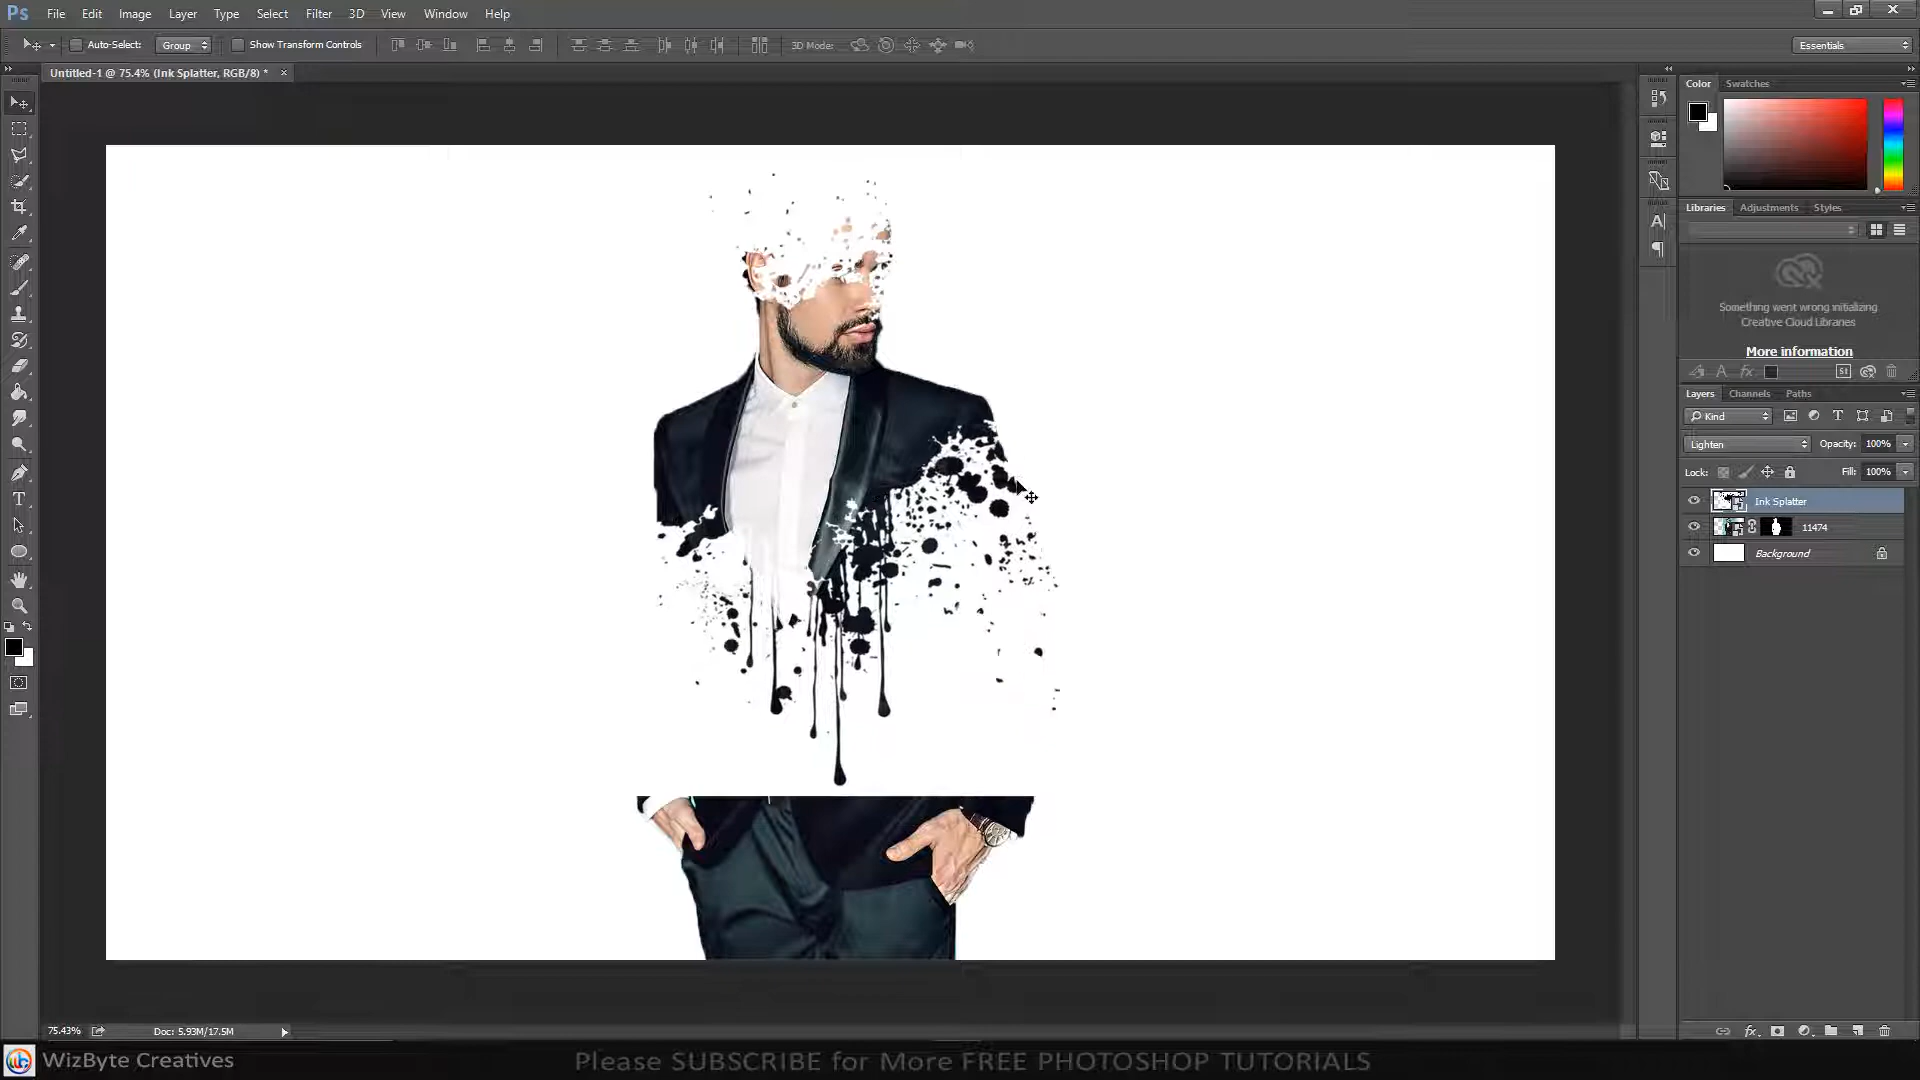 Ps File Edit Image Layer Type Select Filter 3D View Window Help
Auto-Select: Group Show Transform Controls 3D Mode: Essentials
Untitled-1 @ 75.4% (Ink Splatter, RGB/8) * ×
Color Swatches
Libraries Adjustments Styles
Something went wrong initializing
Creative Cloud Libraries
More information
St
Layers Channels Paths
Kind
Lighten Opacity: 100%
Lock: Fill: 100%
Ink Splatter
11474
Background
75.43% Doc: 5.93M/17.5M
WizByte Creatives Please SUBSCRIBE for More FREE PHOTOSHOP TUTORIALS